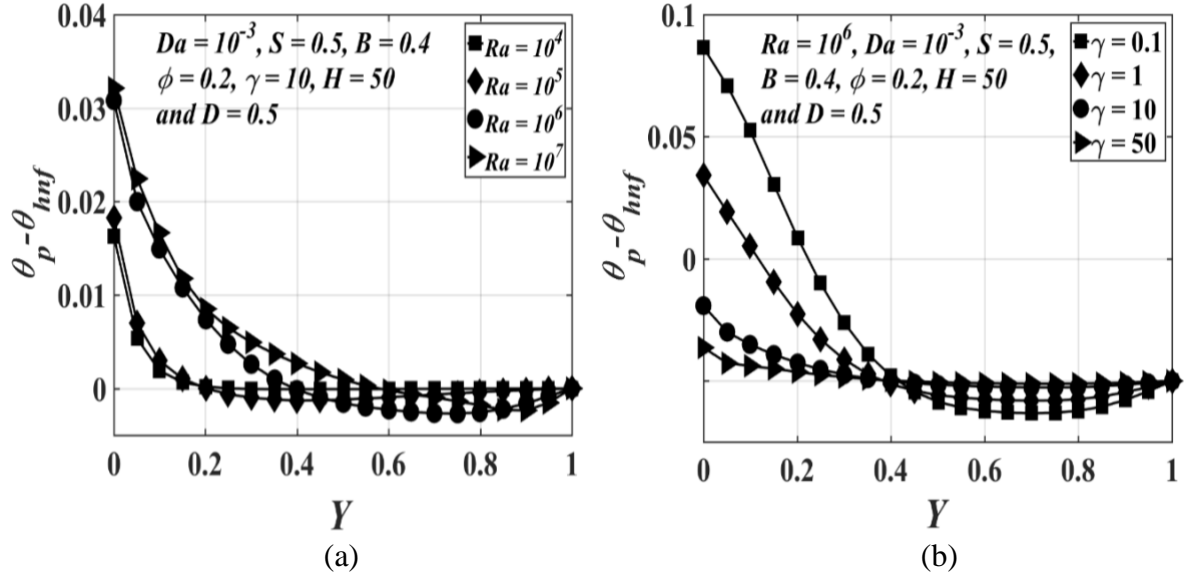 0.04
0.03
0.02
0.01
0
θp-θhnf
Da = 10^-3, S = 0.5, B = 0.4
ϕ = 0.2, γ = 10, H = 50
and D = 0.5
Ra = 10^4
Ra = 10^5
Ra = 10^6
Ra = 10^7
0 0.2 0.4 0.6 0.8 1
Y
(a)
0.1
0.05
0
θp-θhnf
Ra = 10^6, Da = 10^-3, S = 0.5,
B = 0.4, ϕ = 0.2, H = 50
and D = 0.5
γ = 0.1
γ = 1
γ = 10
γ = 50
0 0.2 0.4 0.6 0.8 1
Y
(b)